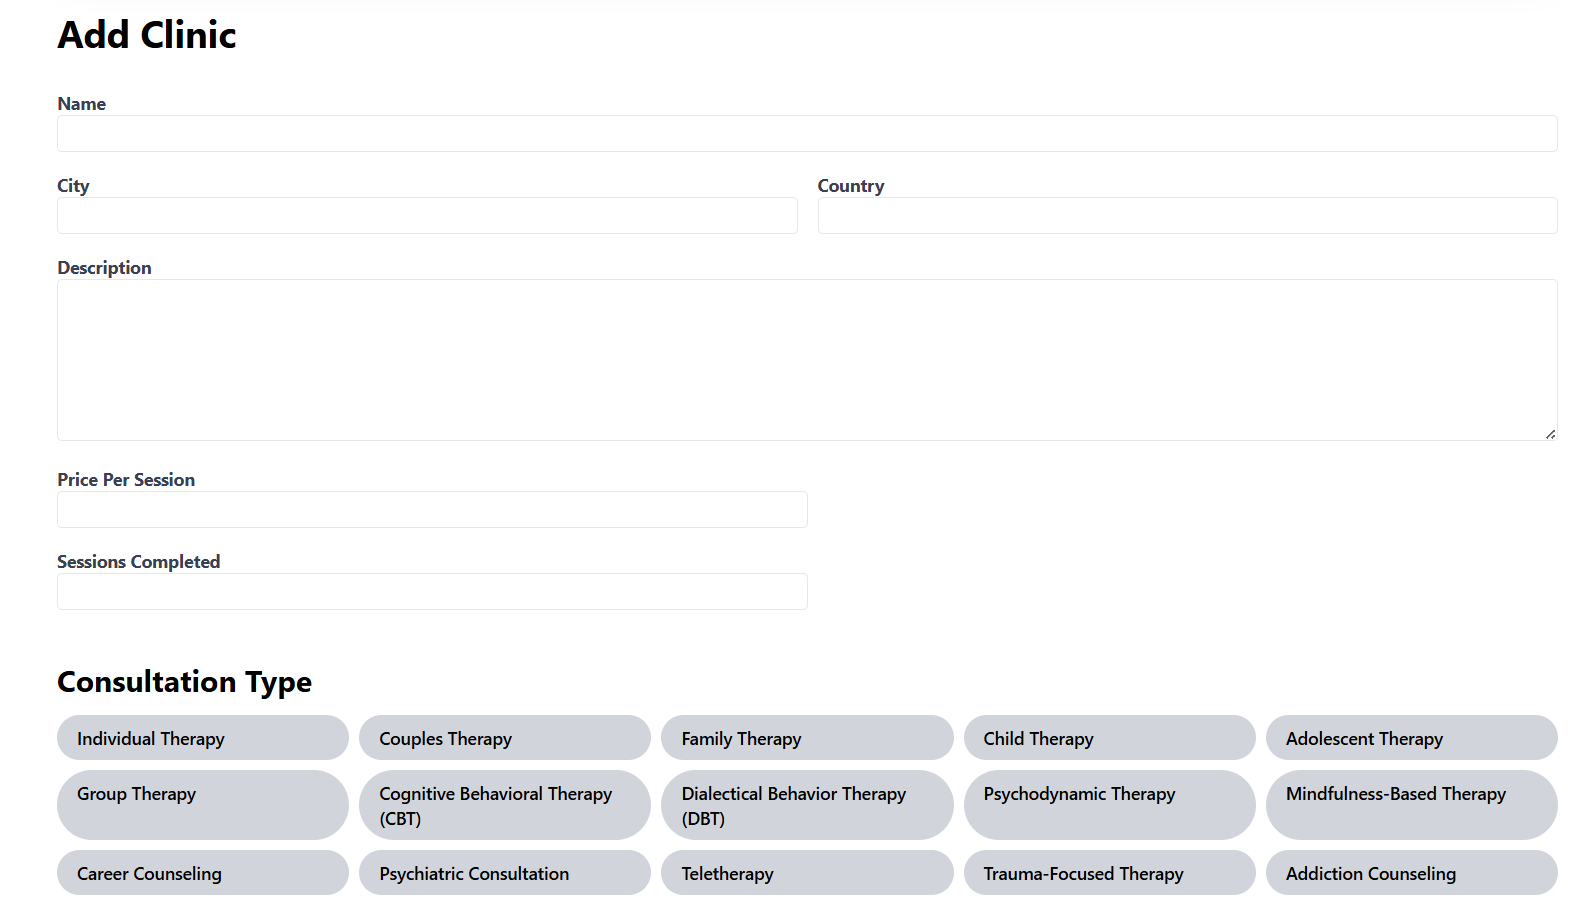 Add Clinic
Name
City
Country
Description
Price Per Session
Sessions Completed
Consultation Type
Individual Therapy
Couples Therapy
Family Therapy
Child Therapy
Adolescent Therapy
Group Therapy
Cognitive Behavioral Therapy
(CBT)
Dialectical Behavior Therapy
(DBT)
Psychodynamic Therapy
Mindfulness-Based Therapy
Career Counseling
Psychiatric Consultation
Teletherapy
Trauma-Focused Therapy
Addiction Counseling